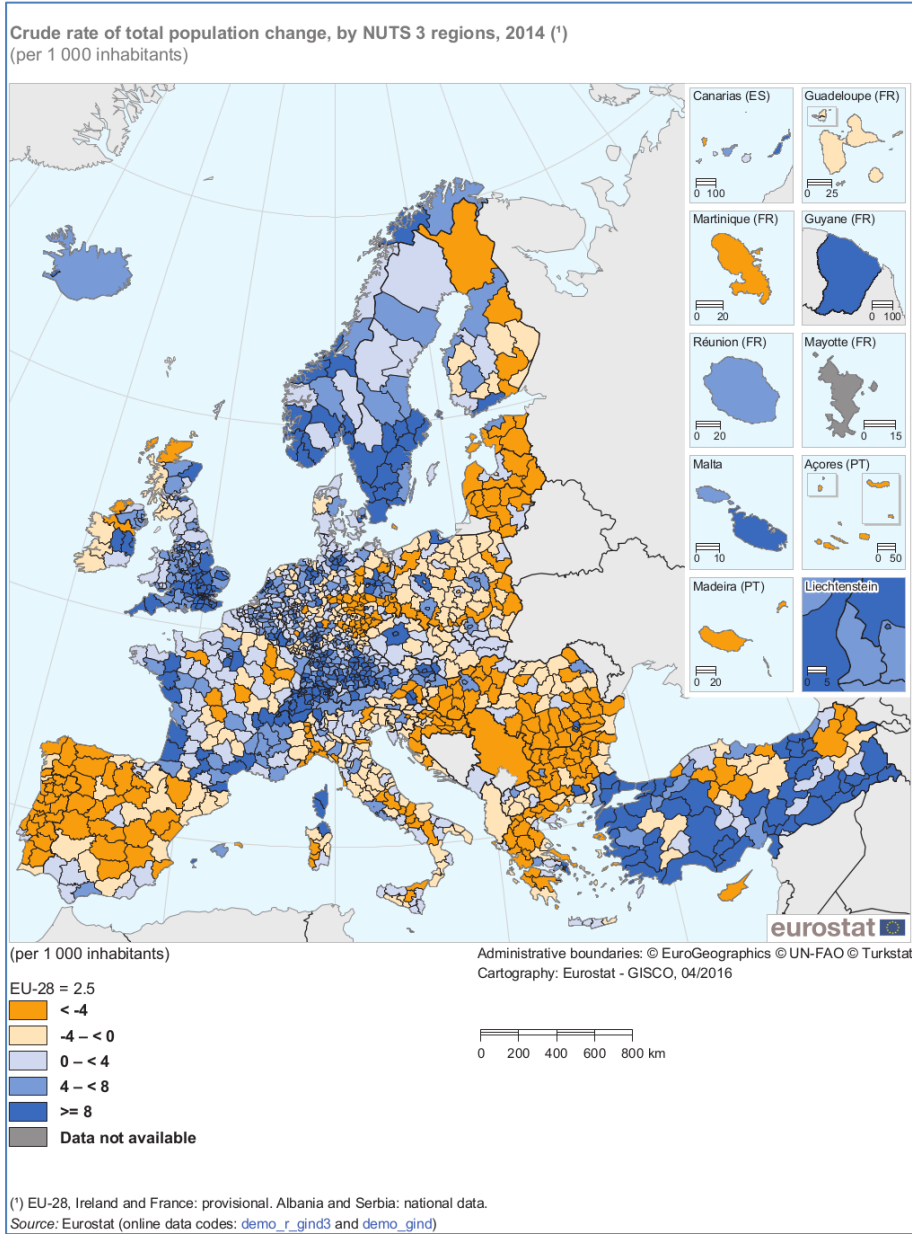 Crude rate of total population change, by NUTS 3 regions, 2014 (¹)
(per 1 000 inhabitants)
Canarias (ES)
0 100
Guadeloupe (FR)
0 25
Martinique (FR)
0 20
Guyane (FR)
0 100
Réunion (FR)
0 20
Mayotte (FR)
0 15
Malta
0 10
Açores (PT)
0 50
Madeira (PT)
0 20
Liechtenstein
0 5
eurostat
(per 1 000 inhabitants)
Administrative boundaries: © EuroGeographics © UN-FAO © Turkstat
Cartography: Eurostat - GISCO, 04/2016
EU-28 = 2.5
< -4
-4 – < 0
0 – < 4
4 – < 8
>= 8
Data not available
0 200 400 600 800 km
(¹) EU-28, Ireland and France: provisional. Albania and Serbia: national data.
Source: Eurostat (online data codes: demo_r_gind3 and demo_gind)